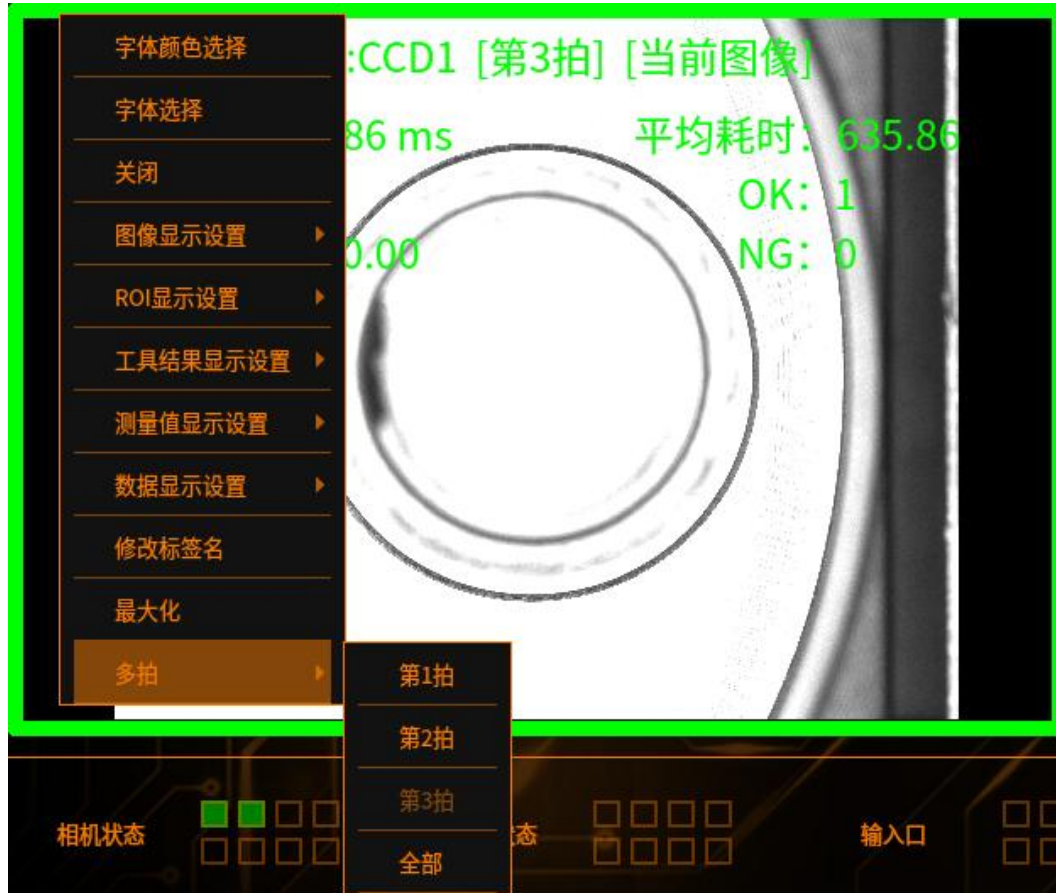 :CCD1 [第3拍] [当前图像]
86 ms 平均耗时：635.86
OK：1
0.00 NG：0
字体颜色选择
字体选择
关闭
图像显示设置
ROI显示设置
工具结果显示设置
测量值显示设置
数据显示设置
修改标签名
最大化
多拍
第1拍
第2拍
第3拍
全部
相机状态 态 输入口